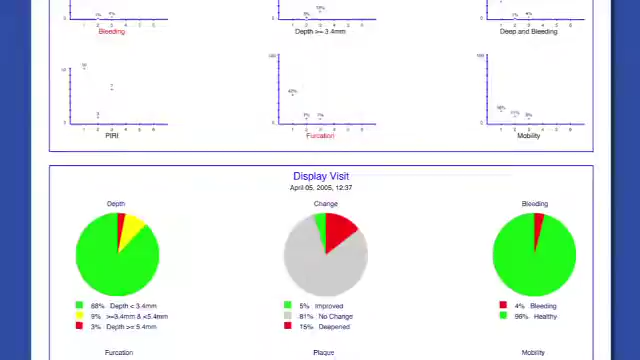 Bleeding
Depth >= 3.4mm
Deep and Bleeding
PIRI
Furcation
Mobility
Display Visit
April 05, 2005, 12:37
Depth
Change
Bleeding
88% Depth < 3.4mm
9% >=3.4mm & <5.4mm
3% Depth >= 5.4mm
5% Improved
81% No Change
15% Deepened
4% Bleeding
96% Healthy
Furcation
Plaque
Mobility